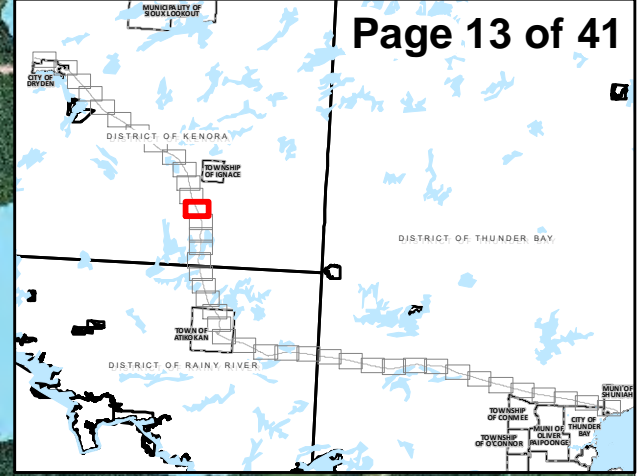 MUNICIPALITY OF
SIOUX LOOKOUT
Page 13 of 41
CITY OF
DRYDEN
DISTRICT OF KENORA
TOWNSHIP
OF IGNACE
DISTRICT OF THUNDER BAY
TOWN OF
ATIKOKAN
DISTRICT OF RAINY RIVER
MUNI OF
SHUNIAH
TOWNSHIP
OF CONMEE
CITY OF
THUNDER
BAY
MUNI OF
OLIVER
PAIPOONGE
TOWNSHIP
OF O'CONNOR